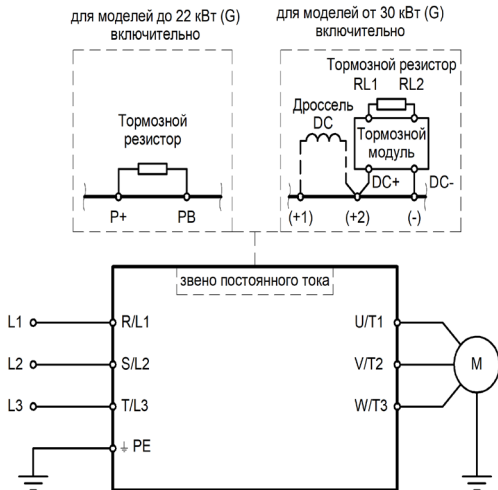 для моделей до 22 кВт (G)
включительно
для моделей от 30 кВт (G)
включительно
Тормозной
резистор
P+
PB
Тормозной резистор
RL1
RL2
Дроссель
DC
Тормозной
модуль
DC+
DC-
(+1)
(+2)
(-)
звено постоянного тока
L1
R/L1
U/T1
L2
S/L2
V/T2
M
L3
T/L3
W/T3
PE